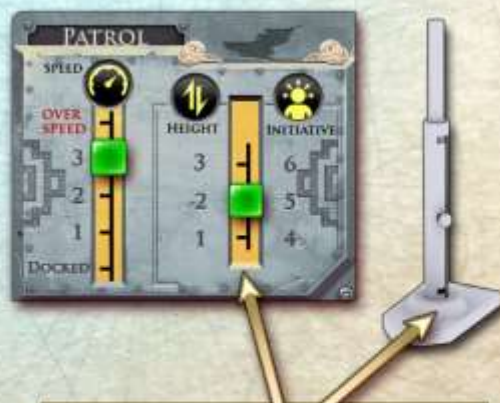 PATROL
SPEED
OVER
SPEED
3
2
1
DOCKED
HEIGHT
INITIATIVE
3
6
2
5
1
4